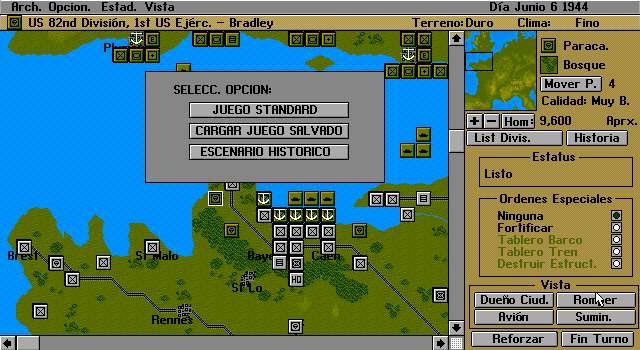 Arch. Opcion. Estad. Vista
Día Junio 6 1944
US 82nd División, 1st US Ejérc. – Bradley
Terreno:Duro
Clima:
Fino
Paraca.
Bosque
Mover P. 4
Calidad: Muy B.
+ – Hom: 9,600 Aprx.
List Divis.
Historia
SELECC. OPCION:
JUEGO STANDARD
CARGAR JUEGO SALVADO
ESCENARIO HISTORICO
Estatus
Listo
Ordenes Especiales
Ninguna
Fortificar
Tablero Barco
Tablero Tren
Destruir Estruct.
Vista
Dueño Ciud.
Romper
Avión
Sumin.
Reforzar
Fin Turno
Brest
St Malo
Caen
St Lo
HQ
Rennes